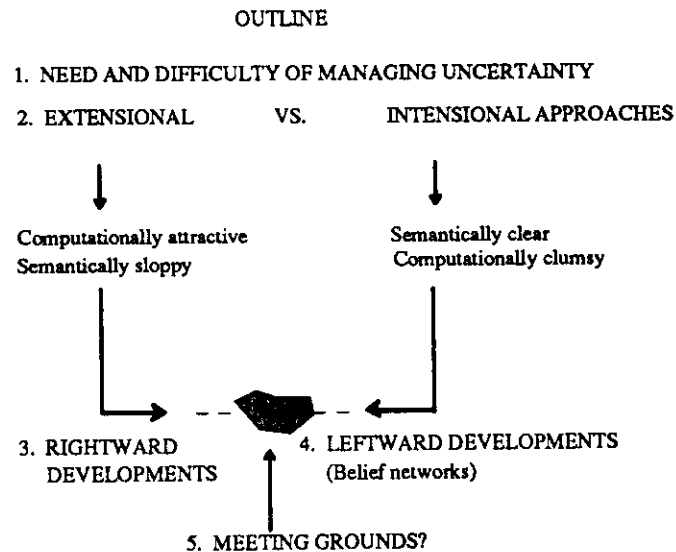 OUTLINE
1. NEED AND DIFFICULTY OF MANAGING UNCERTAINTY
2. EXTENSIONAL VS. INTENSIONAL APPROACHES
Computationally attractive
Semantically sloppy
Semantically clear
Computationally clumsy
3. RIGHTWARD
DEVELOPMENTS
4. LEFTWARD DEVELOPMENTS
(Belief networks)
5. MEETING GROUNDS?